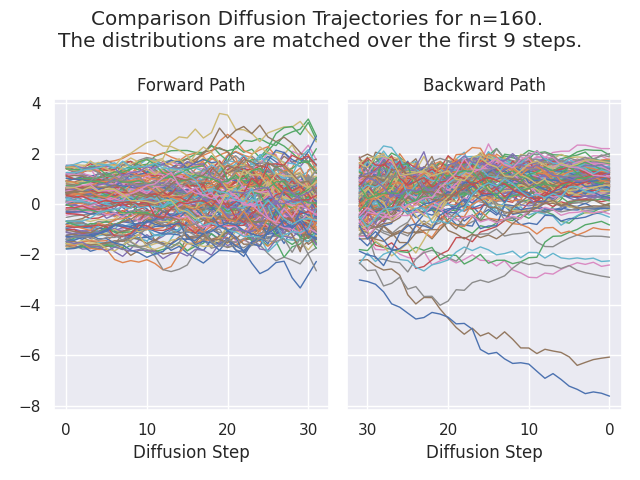 Comparison Diffusion Trajectories for n=160.
The distributions are matched over the first 9 steps.
Forward Path
Backward Path
4
2
0
−2
−4
−6
−8
0 10 20 30
30 20 10 0
Diffusion Step
Diffusion Step